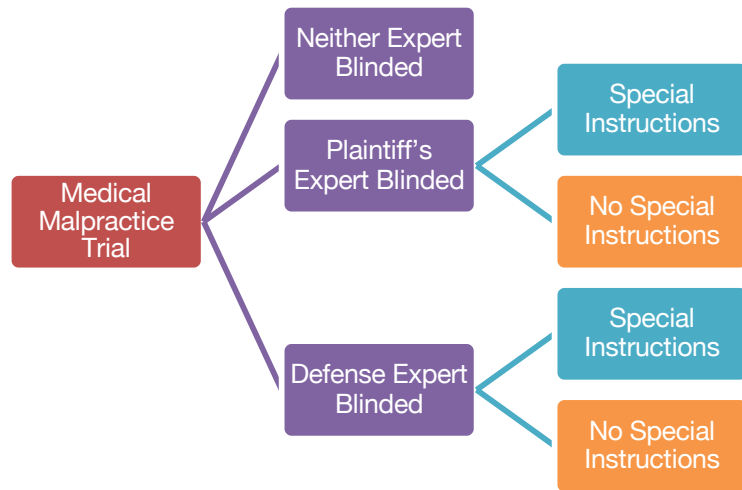 Medical
Malpractice
Trial
Neither Expert
Blinded
Plaintiff's
Expert Blinded
Special
Instructions
No Special
Instructions
Defense Expert
Blinded
Special
Instructions
No Special
Instructions